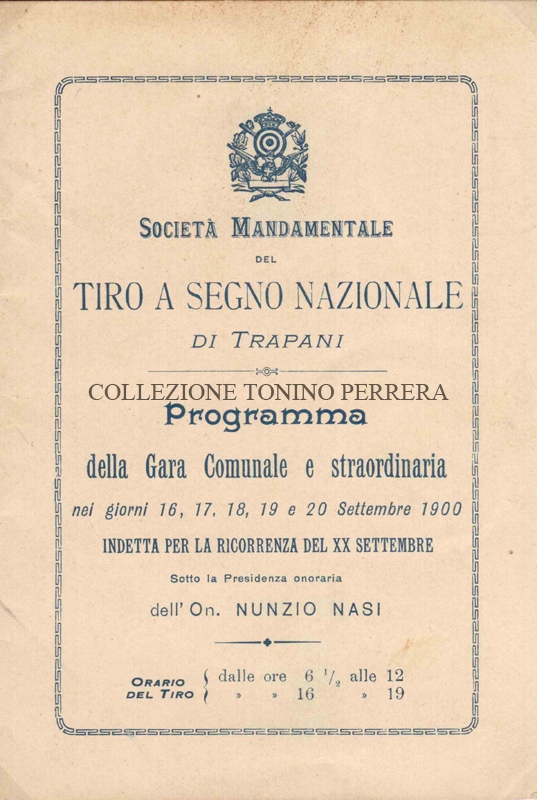 SOCIETÀ MANDAMENTALE
DEL
TIRO A SEGNO NAZIONALE
DI TRAPANI
COLLEZIONE TONINO PERRERA
Programma
della Gara Comunale e straordinaria
nei giorni 16, 17, 18, 19 e 20 Settembre 1900
INDETTA PER LA RICORRENZA DEL XX SETTEMBRE
Sotto la Presidenza onoraria
dell'On. NUNZIO NASI
ORARIO DEL TIRO { dalle ore 6 1/2 alle 12
» » 16 » 19